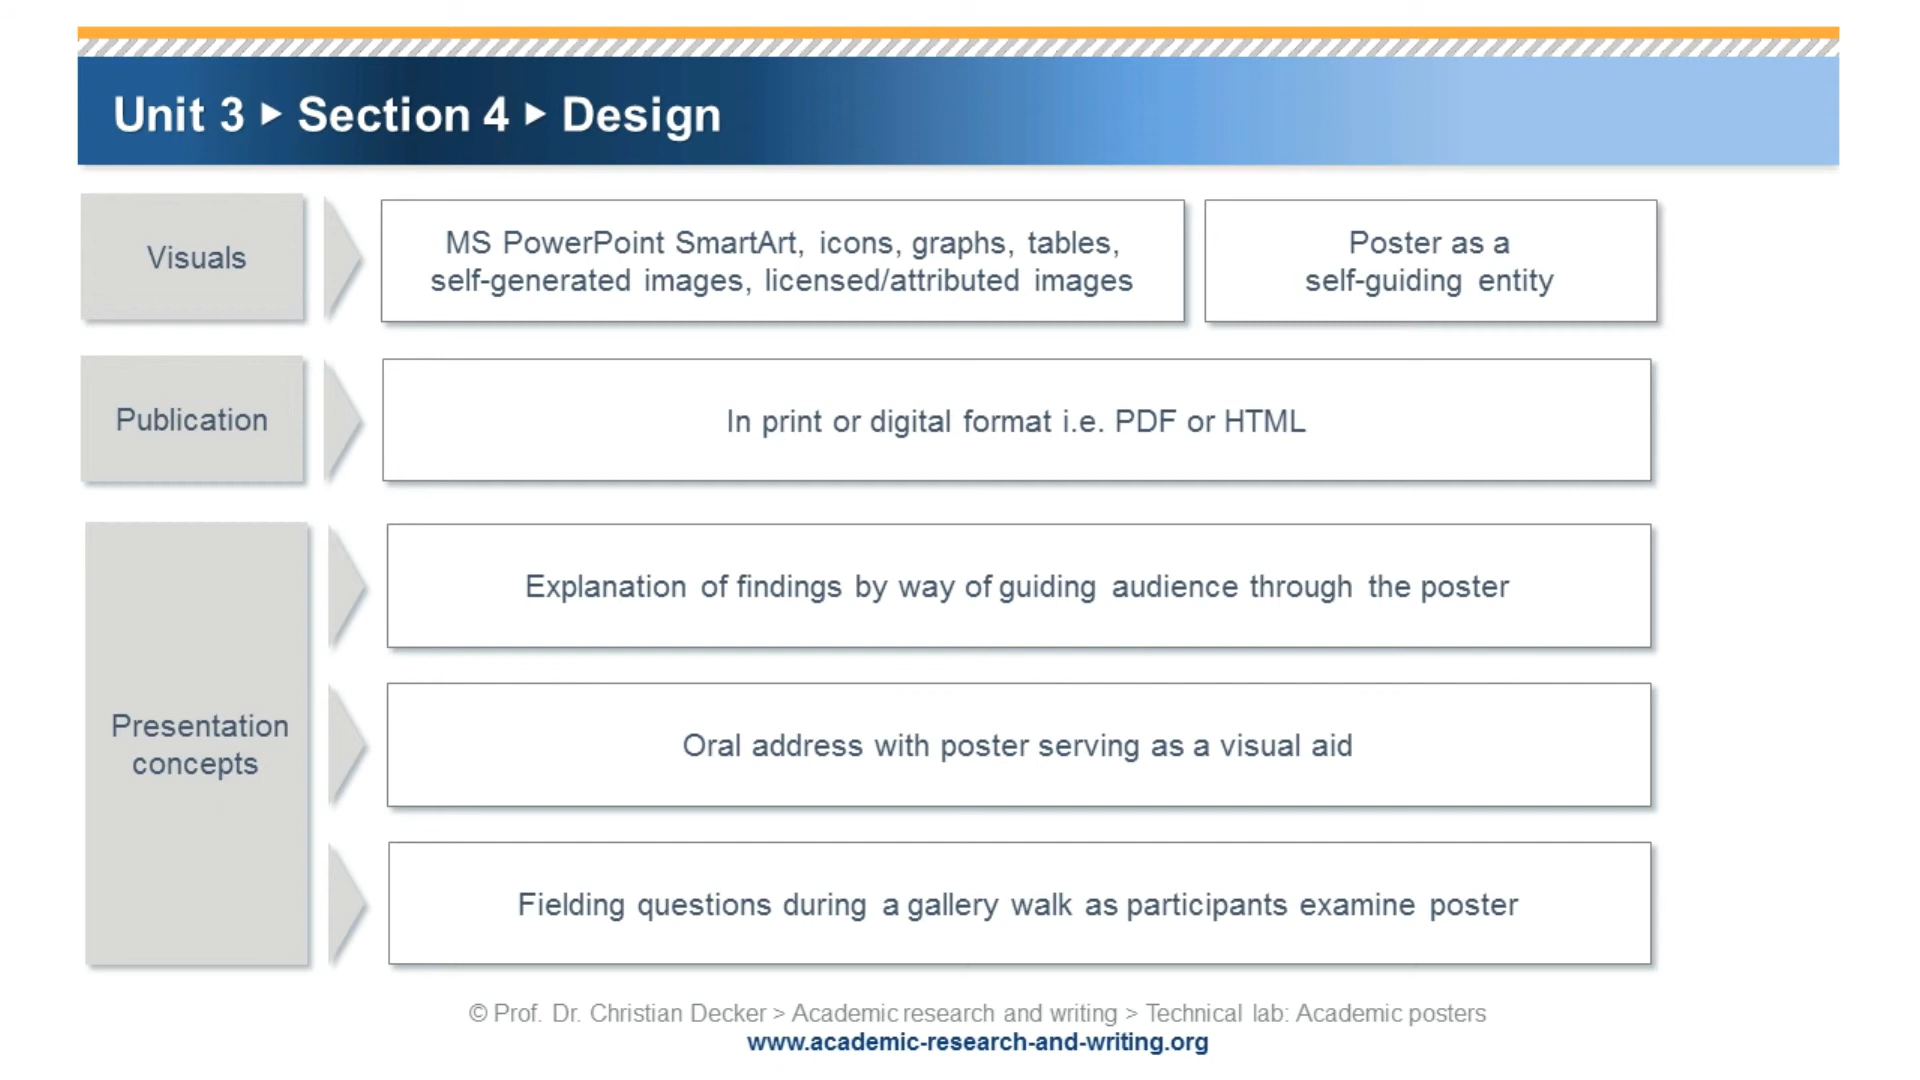 Unit 3 ▶ Section 4 ▶ Design
Visuals
MS PowerPoint SmartArt, icons, graphs, tables,
self-generated images, licensed/attributed images
Poster as a
self-guiding entity
Publication
In print or digital format i.e. PDF or HTML
Presentation
concepts
Explanation of findings by way of guiding audience through the poster
Oral address with poster serving as a visual aid
Fielding questions during a gallery walk as participants examine poster
© Prof. Dr. Christian Decker > Academic research and writing > Technical lab: Academic posters
www.academic-research-and-writing.org